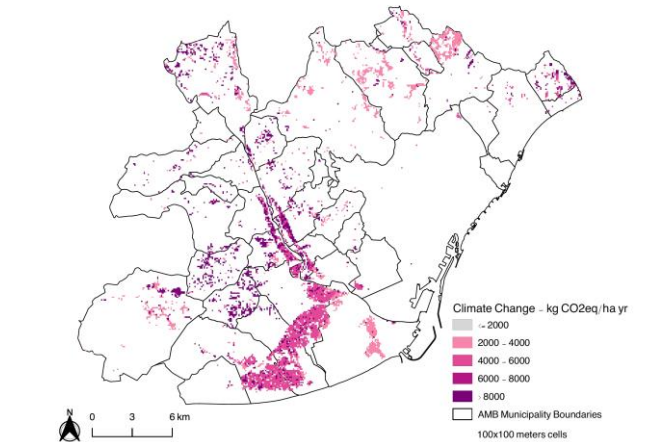 Climate Change - kg CO2eq/ha yr
<= 2000
2000 - 4000
4000 - 6000
6000 - 8000
> 8000
AMB Municipality Boundaries
100x100 meters cells
N
0 3 6 km